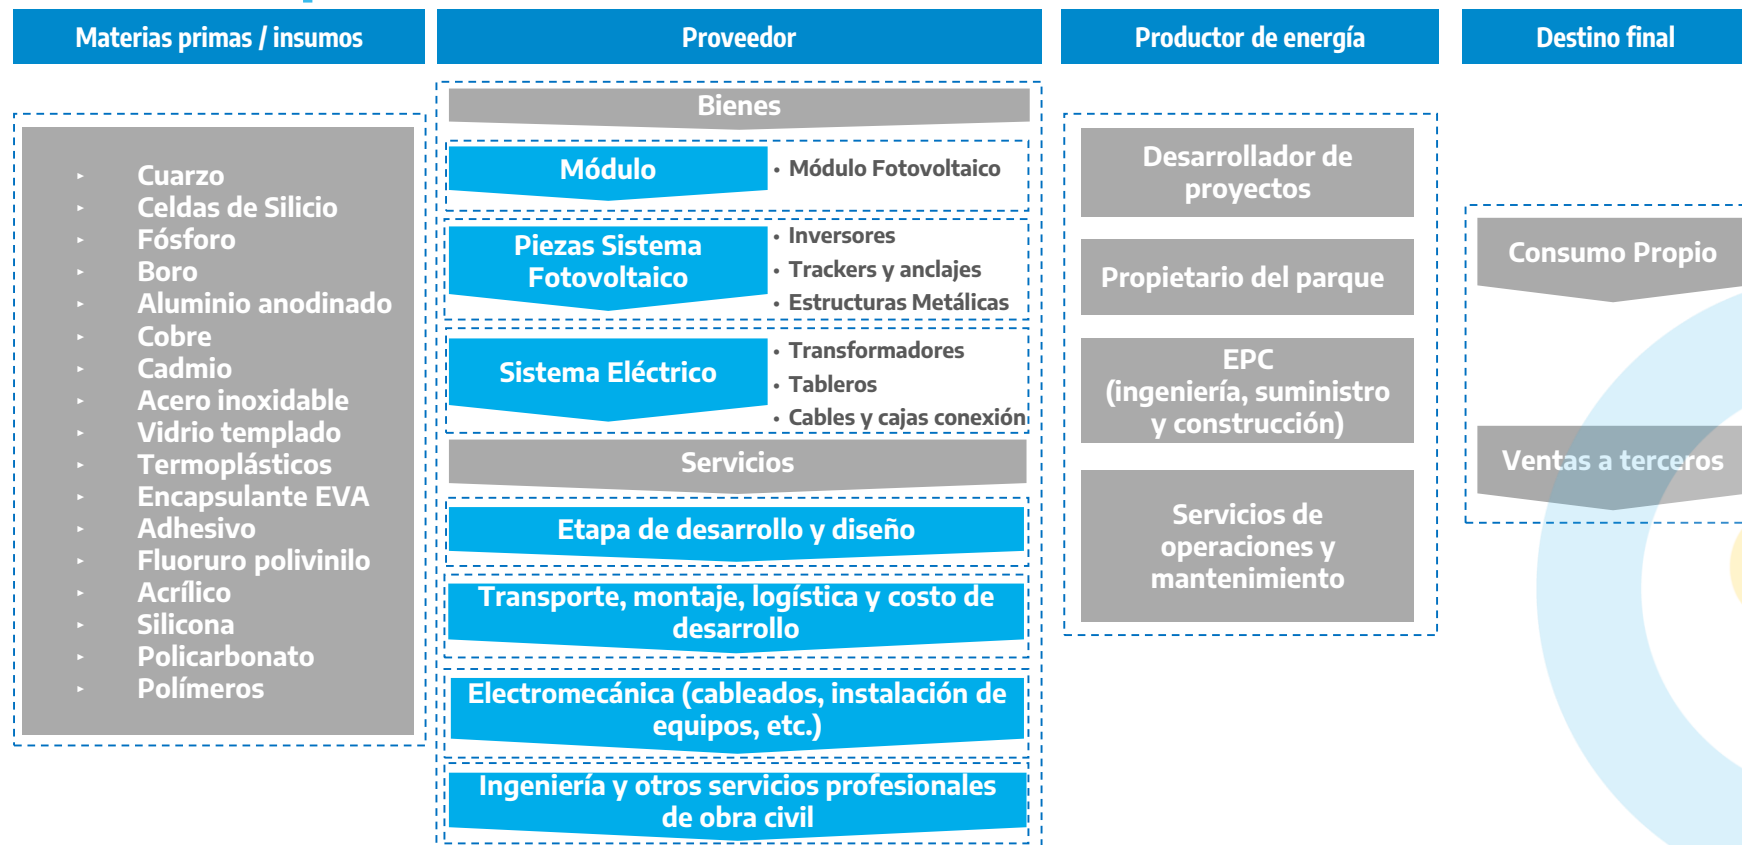 Materias primas / insumos
Proveedor
Productor de energía
Destino final
Cuarzo
Celdas de Silicio
Fósforo
Boro
Aluminio anodinado
Cobre
Cadmio
Acero inoxidable
Vidrio templado
Termoplásticos
Encapsulante EVA
Adhesivo
Fluoruro polivinilo
Acrílico
Silicona
Policarbonato
Polímeros
Bienes
Módulo
• Módulo Fotovoltaico
Piezas Sistema
Fotovoltaico
• Inversores
• Trackers y anclajes
• Estructuras Metálicas
Sistema Eléctrico
• Transformadores
• Tableros
• Cables y cajas conexión
Servicios
Etapa de desarrollo y diseño
Transporte, montaje, logística y costo de
desarrollo
Electromecánica (cableados, instalación de
equipos, etc.)
Ingeniería y otros servicios profesionales
de obra civil
Desarrollador de
proyectos
Propietario del parque
EPC
(ingeniería, suministro
y construcción)
Servicios de
operaciones y
mantenimiento
Consumo Propio
Ventas a terceros